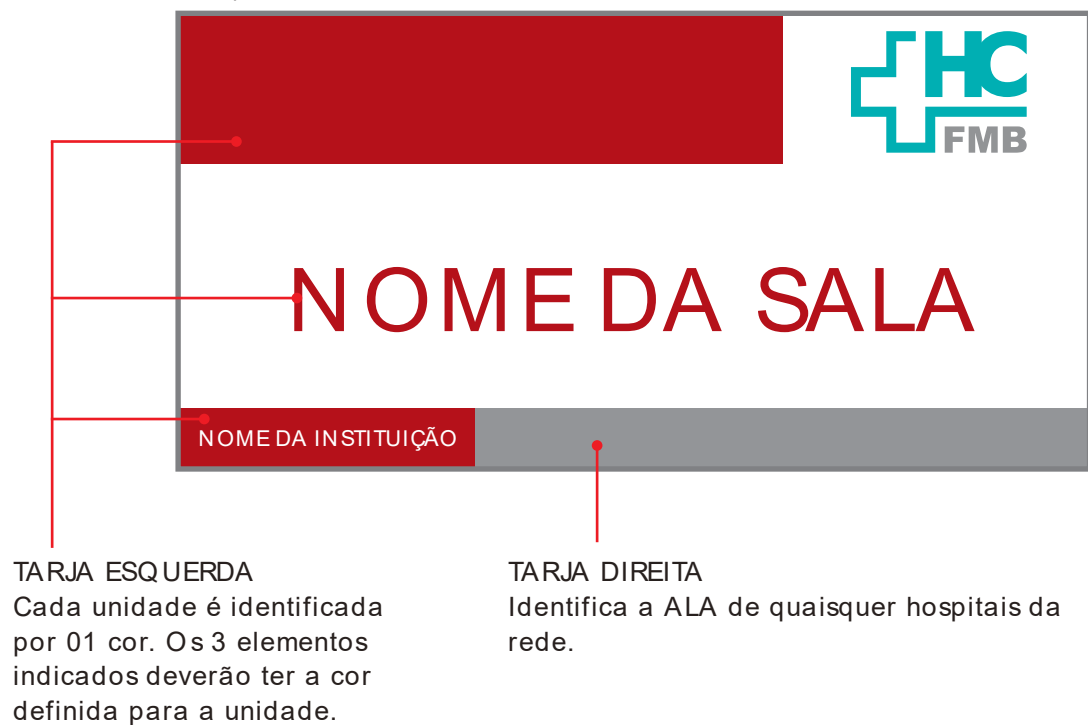 HC
FMB
NOME DA SALA
NOME DA INSTITUIÇÃO
TARJA ESQUERDA
Cada unidade é identificada
por 01 cor. Os 3 elementos
indicados deverão ter a cor
definida para a unidade.
TARJA DIREITA
Identifica a ALA de quaisquer hospitais da
rede.